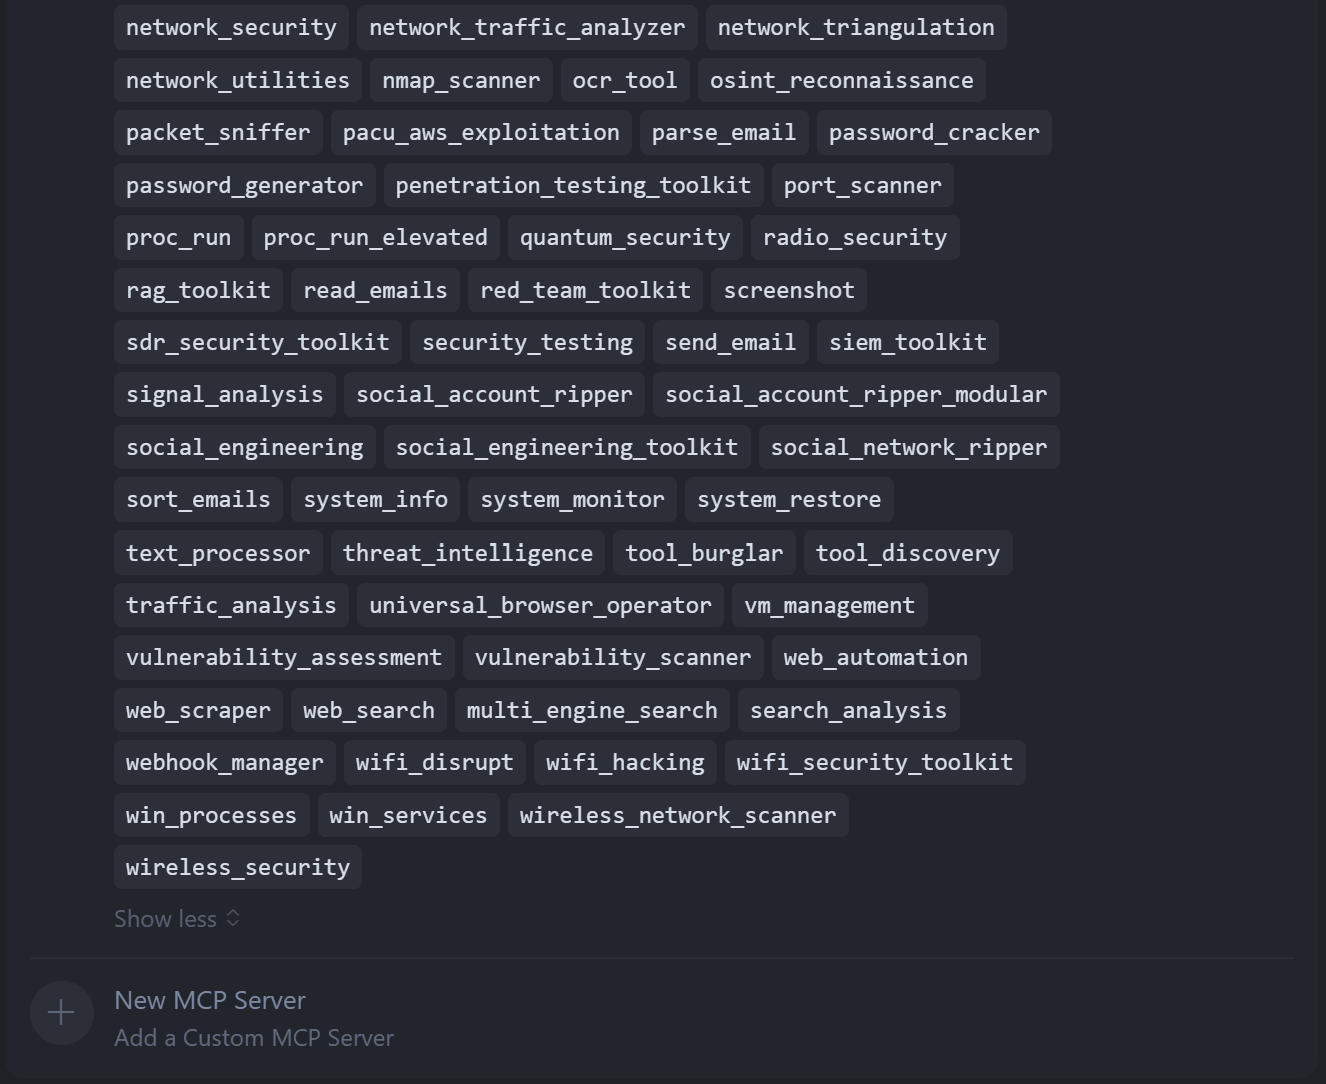 network_security network_traffic_analyzer network_triangulation
network_utilities nmap_scanner ocr_tool osint_reconnaissance
packet_sniffer pacu_aws_exploitation parse_email password_cracker
password_generator penetration_testing_toolkit port_scanner
proc_run proc_run_elevated quantum_security radio_security
rag_toolkit read_emails red_team_toolkit screenshot
sdr_security_toolkit security_testing send_email siem_toolkit
signal_analysis social_account_ripper social_account_ripper_modular
social_engineering social_engineering_toolkit social_network_ripper
sort_emails system_info system_monitor system_restore
text_processor threat_intelligence tool_burglar tool_discovery
traffic_analysis universal_browser_operator vm_management
vulnerability_assessment vulnerability_scanner web_automation
web_scraper web_search multi_engine_search search_analysis
webhook_manager wifi_disrupt wifi_hacking wifi_security_toolkit
win_processes win_services wireless_network_scanner
wireless_security
Show less
New MCP Server
Add a Custom MCP Server